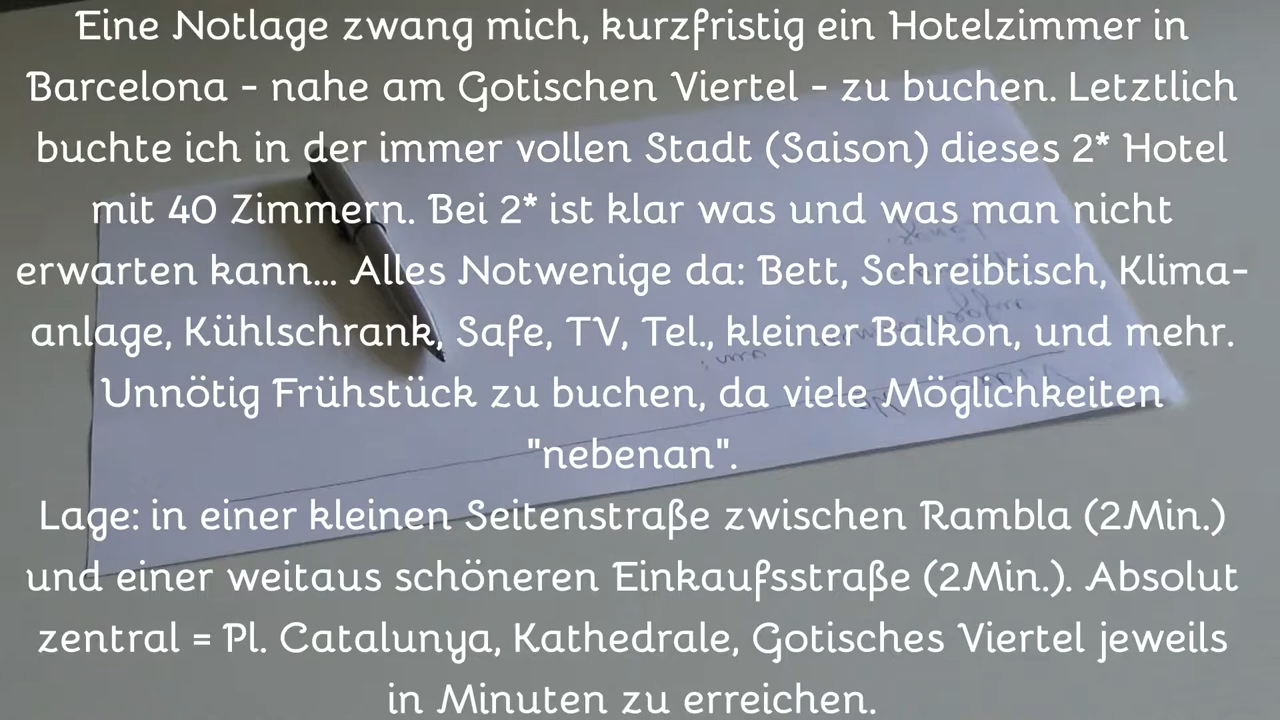 Eine Notlage zwang mich, kurzfristig ein Hotelzimmer in
Barcelona - nahe am Gotischen Viertel - zu buchen. Letztlich
buchte ich in der immer vollen Stadt (Saison) dieses 2* Hotel
mit 40 Zimmern. Bei 2* ist klar was und was man nicht
erwarten kann... Alles Notwenige da: Bett, Schreibtisch, Klima-
anlage, Kühlschrank, Safe, TV, Tel., kleiner Balkon, und mehr.
Unnötig Frühstück zu buchen, da viele Möglichkeiten
"nebenan".
Lage: in einer kleinen Seitenstraße zwischen Rambla (2Min.)
und einer weitaus schöneren Einkaufsstraße (2Min.). Absolut
zentral = Pl. Catalunya, Kathedrale, Gotisches Viertel jeweils
in Minuten zu erreichen.